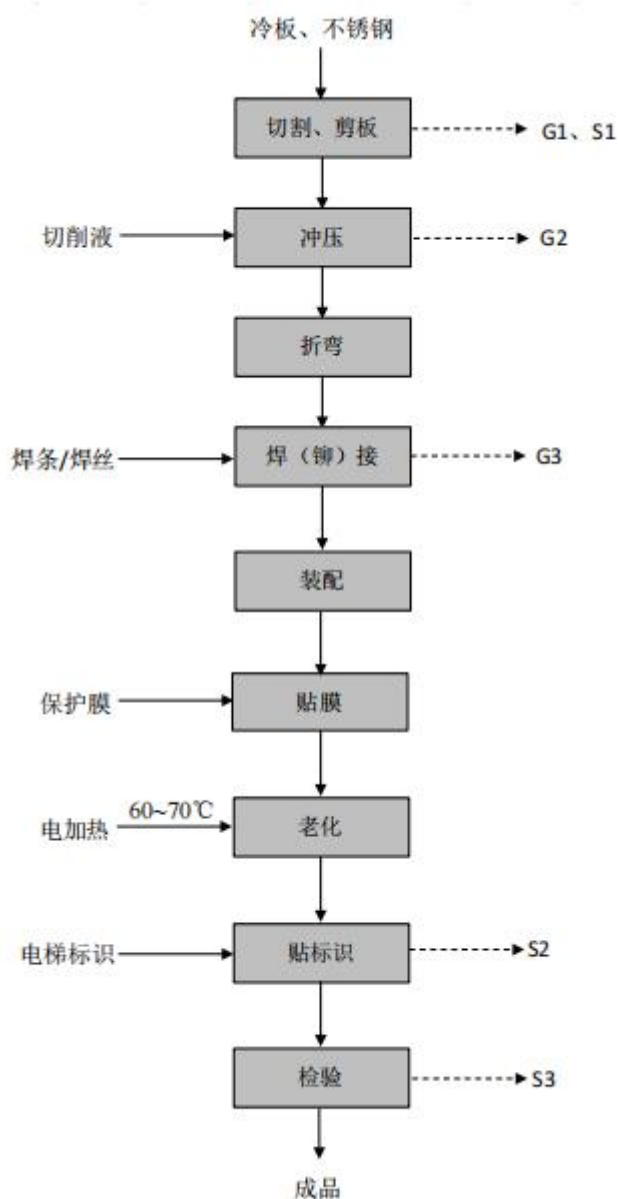 冷板、不锈钢
切割、剪板
G1、S1
切削液
冲压
G2
折弯
焊条/焊丝
焊（铆）接
G3
装配
保护膜
贴膜
60~70℃
电加热
老化
电梯标识
贴标识
S2
检验
S3
成品